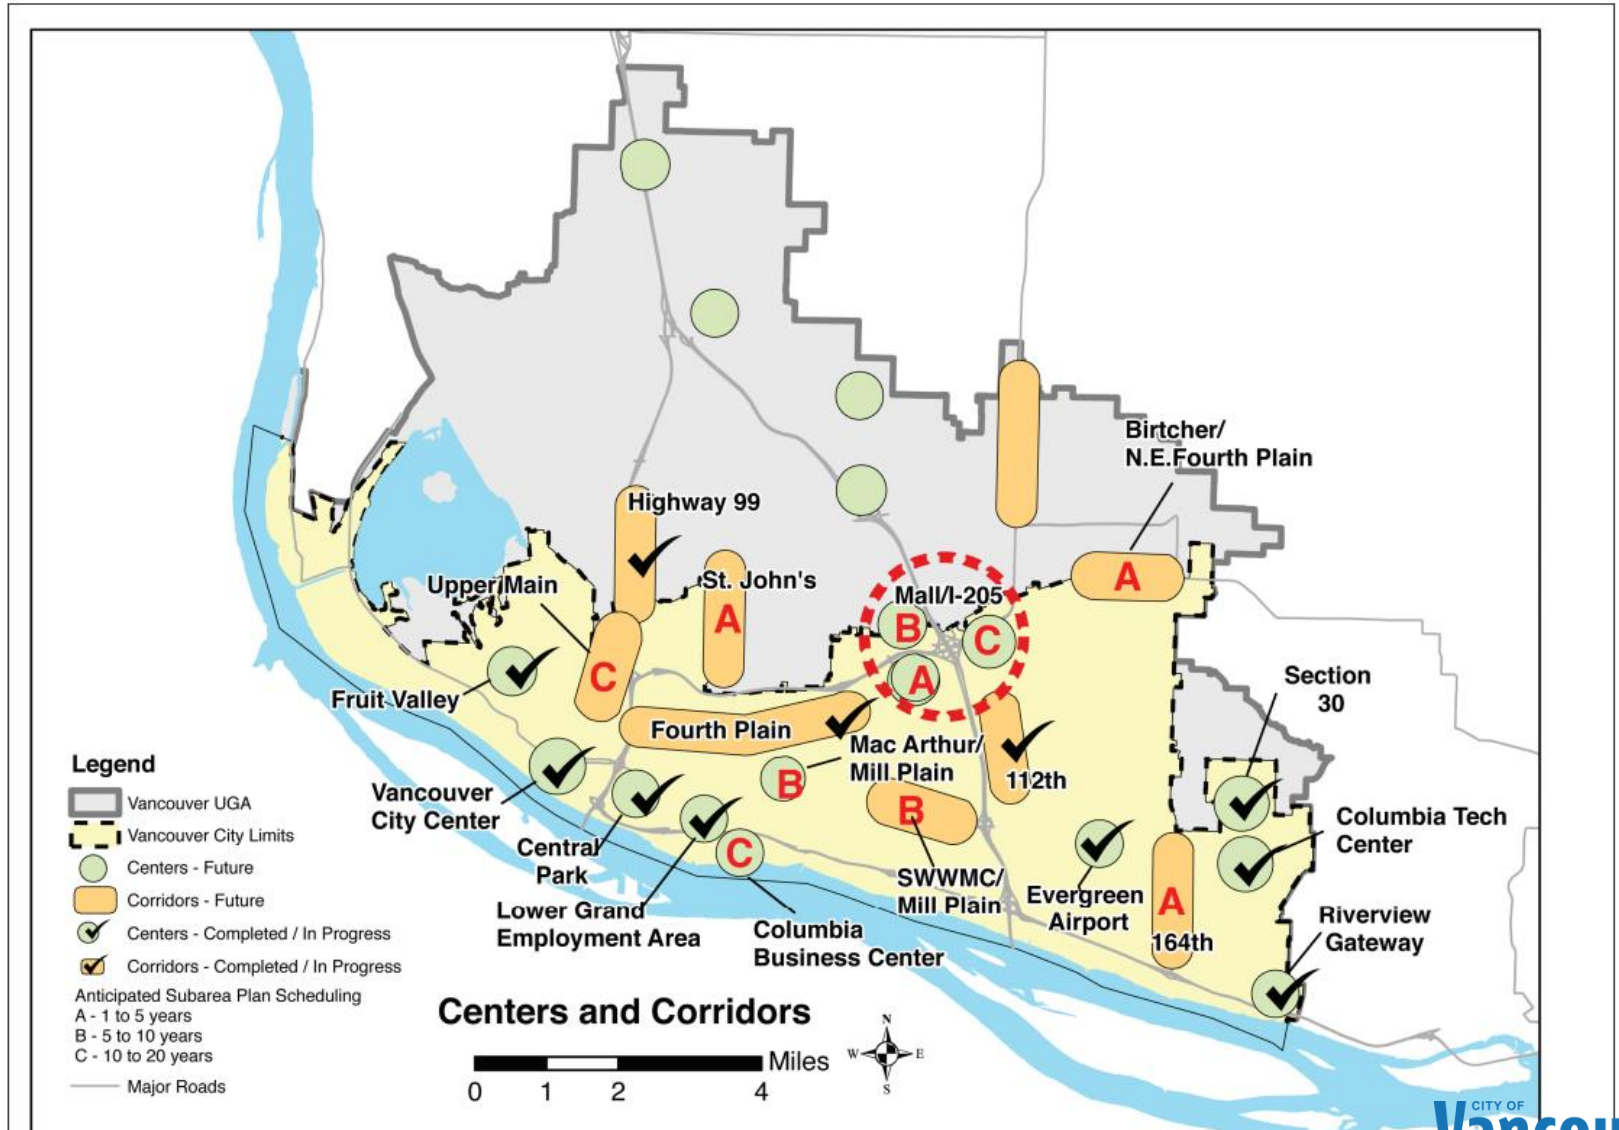 Birtcher/
N.E.Fourth Plain
Highway 99
Upper Main
St. John's
A
A
Mall/I-205
B
C
A
C
Section
30
Fruit Valley
Fourth Plain
Mac Arthur/
Mill Plain
112th
B
B
Vancouver
City Center
Central
Park
Lower Grand
Employment Area
C
Columbia
Business Center
SWWMC/
Mill Plain
Evergreen
Airport
A
164th
Columbia Tech
Center
Riverview
Gateway
Legend
Vancouver UGA
Vancouver City Limits
Centers - Future
Corridors - Future
Centers - Completed / In Progress
Corridors - Completed / In Progress
Anticipated Subarea Plan Scheduling
A - 1 to 5 years
B - 5 to 10 years
C - 10 to 20 years
Major Roads
Centers and Corridors
Miles
0 1 2 4
N
W E
S
CITY OF